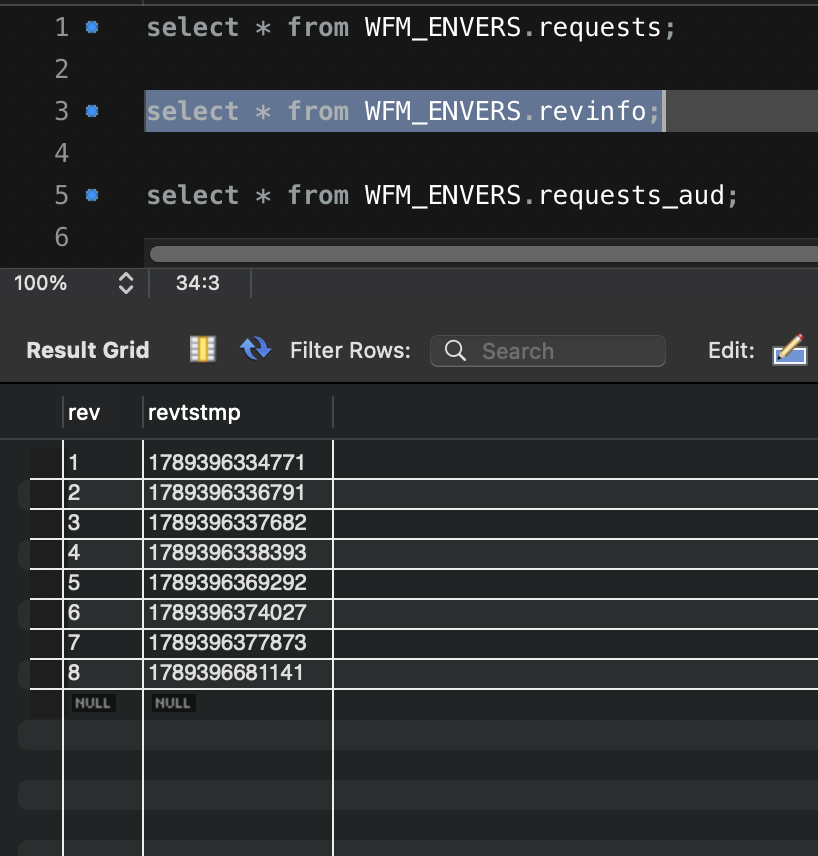 1 select * from WFM_ENVERS.requests;
2
3 select * from WFM_ENVERS.revinfo;
4
5 select * from WFM_ENVERS.requests_aud;
6
100% 34:3
Result Grid Filter Rows: Search Edit:
rev revtstmp
1 1789396334771
2 1789396336791
3 1789396337682
4 1789396338393
5 1789396369292
6 1789396374027
7 1789396377873
8 1789396681141
NULL NULL